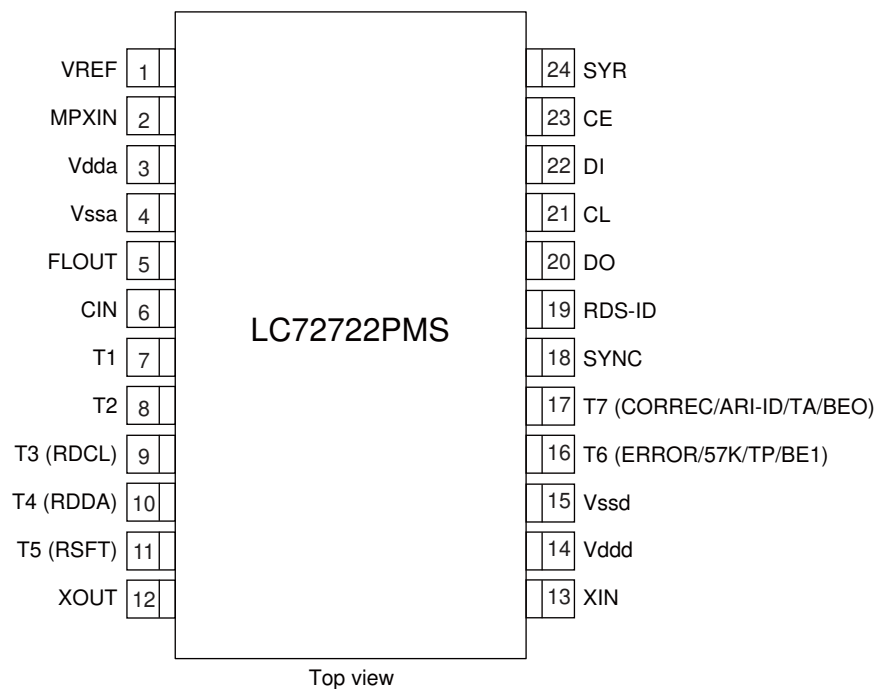 VREF 1
MPXIN 2
Vdda 3
Vssa 4
FLOUT 5
CIN 6
T1 7
T2 8
T3 (RDCL) 9
T4 (RDDA) 10
T5 (RSFT) 11
XOUT 12
LC72722PMS
24 SYR
23 CE
22 DI
21 CL
20 DO
19 RDS-ID
18 SYNC
17 T7 (CORREC/ARI-ID/TA/BEO)
16 T6 (ERROR/57K/TP/BE1)
15 Vssd
14 Vddd
13 XIN
Top view